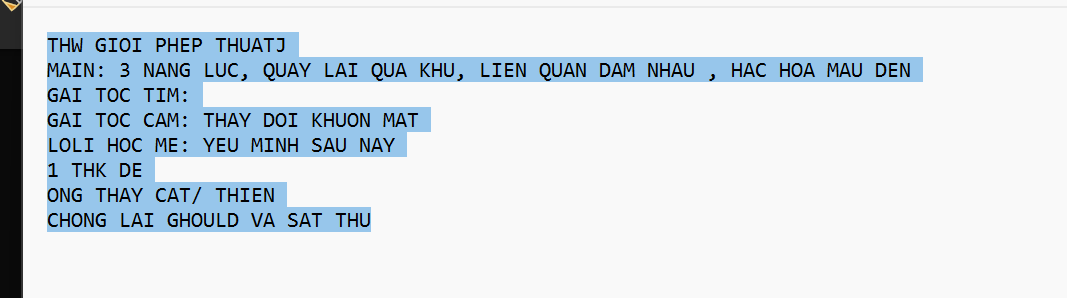 THW GIOI PHEP THUATJ
MAIN: 3 NANG LUC, QUAY LAI QUA KHU, LIEN QUAN DAM NHAU , HAC HOA MAU DEN
GAI TOC TIM:
GAI TOC CAM: THAY DOI KHUON MAT
LOLI HOC ME: YEU MINH SAU NAY
1 THK DE
ONG THAY CAT/ THIEN
CHONG LAI GHOULD VA SAT THU